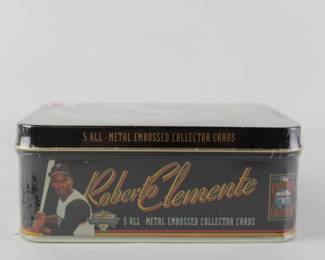 5 ALL-METAL EMBOSSED COLLECTOR CARDS
Roberto Clemente
5 ALL-METAL EMBOSSED COLLECTOR CARDS